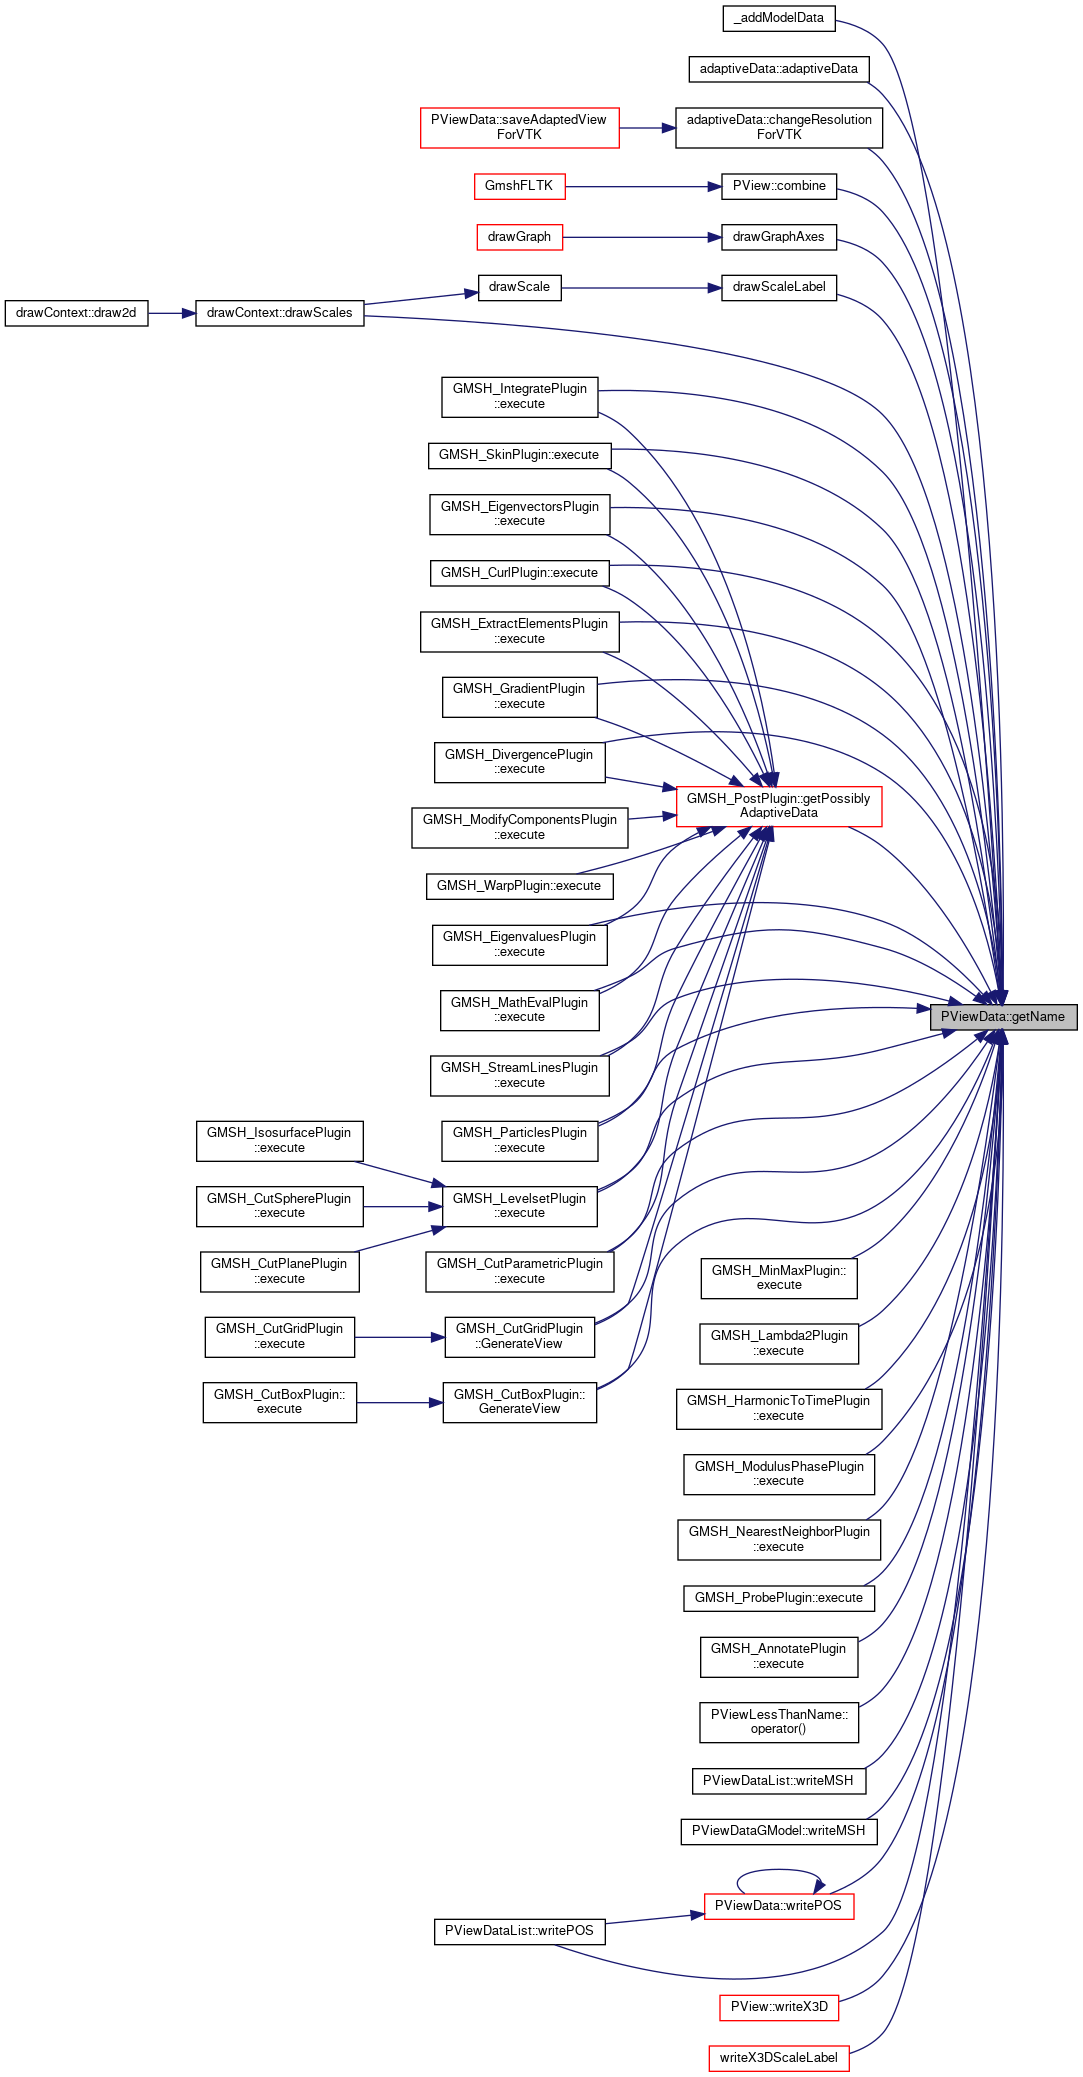 _addModelData
adaptiveData::adaptiveData
PViewData::saveAdaptedView
ForVTK
adaptiveData::changeResolution
ForVTK
GmshFLTK
PView::combine
drawGraph
drawGraphAxes
drawScale
drawScaleLabel
drawContext::draw2d
drawContext::drawScales
GMSH_IntegratePlugin
::execute
GMSH_SkinPlugin::execute
GMSH_EigenvectorsPlugin
::execute
GMSH_CurlPlugin::execute
GMSH_ExtractElementsPlugin
::execute
GMSH_GradientPlugin
::execute
GMSH_DivergencePlugin
::execute
GMSH_PostPlugin::getPossibly
AdaptiveData
GMSH_ModifyComponentsPlugin
::execute
GMSH_WarpPlugin::execute
GMSH_EigenvaluesPlugin
::execute
GMSH_MathEvalPlugin
::execute
PViewData::getName
GMSH_StreamLinesPlugin
::execute
GMSH_IsosurfacePlugin
::execute
GMSH_ParticlesPlugin
::execute
GMSH_CutSpherePlugin
::execute
GMSH_LevelsetPlugin
::execute
GMSH_CutPlanePlugin
::execute
GMSH_CutParametricPlugin
::execute
GMSH_MinMaxPlugin::
execute
GMSH_CutGridPlugin
::execute
GMSH_CutGridPlugin
::GenerateView
GMSH_Lambda2Plugin
::execute
GMSH_CutBoxPlugin::
execute
GMSH_CutBoxPlugin::
GenerateView
GMSH_HarmonicToTimePlugin
::execute
GMSH_ModulusPhasePlugin
::execute
GMSH_NearestNeighborPlugin
::execute
GMSH_ProbePlugin::execute
GMSH_AnnotatePlugin
::execute
PViewLessThanName::
operator()
PViewDataList::writeMSH
PViewDataGModel::writeMSH
PViewData::writePOS
PViewDataList::writePOS
PView::writeX3D
writeX3DScaleLabel